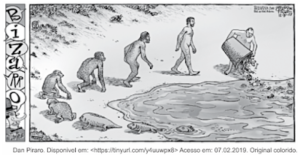 BIZARRO
Dan Piraro. Disponível em: <https://tinyurl.com/y4uuwpx6> Acesso em: 07.02.2019. Original colorido.